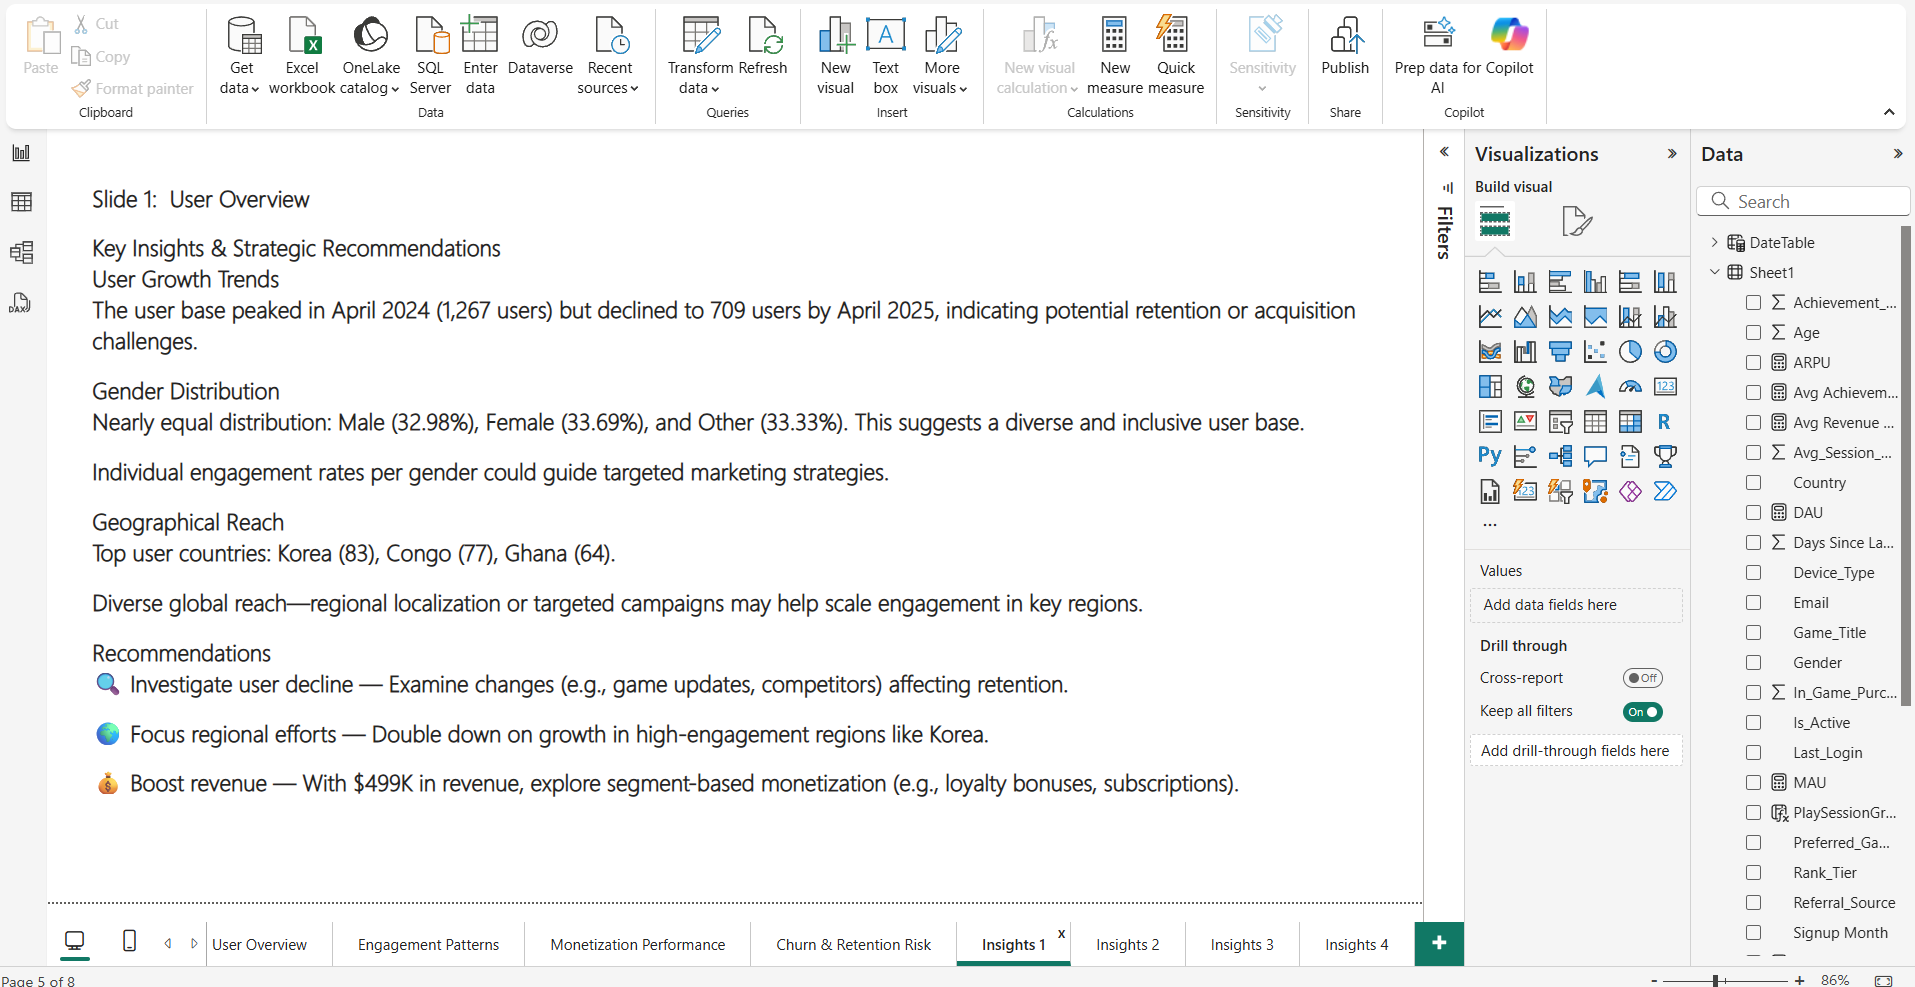 Paste
Cut
Copy
Format painter
Clipboard
Get data
Excel workbook
OneLake catalog
SQL Server
Enter data
Dataverse
Recent sources
Data
Transform data
Refresh
Queries
New visual
Text box
More visuals
Insert
New visual calculation
New measure
Quick measure
Calculations
Sensitivity
Sensitivity
Publish
Share
Prep data for AI
Copilot
Copilot
Slide 1:  User Overview
Key Insights & Strategic Recommendations
User Growth Trends
The user base peaked in April 2024 (1,267 users) but declined to 709 users by April 2025, indicating potential retention or acquisition
challenges.
Gender Distribution
Nearly equal distribution: Male (32.98%), Female (33.69%), and Other (33.33%). This suggests a diverse and inclusive user base.
Individual engagement rates per gender could guide targeted marketing strategies.
Geographical Reach
Top user countries: Korea (83), Congo (77), Ghana (64).
Diverse global reach—regional localization or targeted campaigns may help scale engagement in key regions.
Recommendations
🔍 Investigate user decline — Examine changes (e.g., game updates, competitors) affecting retention.
🌍 Focus regional efforts — Double down on growth in high-engagement regions like Korea.
💰 Boost revenue — With $499K in revenue, explore segment-based monetization (e.g., loyalty bonuses, subscriptions).
Filters
Visualizations
Build visual
123
R
Py
123
...
Values
Add data fields here
Drill through
Cross-report
Off
Keep all filters
On
Add drill-through fields here
Data
Search
DateTable
Sheet1
Achievement_...
Age
ARPU
Avg Achievem...
Avg Revenue ...
Avg_Session_...
Country
DAU
Days Since La...
Device_Type
Email
Game_Title
Gender
In_Game_Purc...
Is_Active
Last_Login
MAU
PlaySessionGr...
Preferred_Ga...
Rank_Tier
Referral_Source
Signup Month
DAX
User Overview
Engagement Patterns
Monetization Performance
Churn & Retention Risk
Insights 1
x
Insights 2
Insights 3
Insights 4
+
Page 5 of 8
-
+
86%